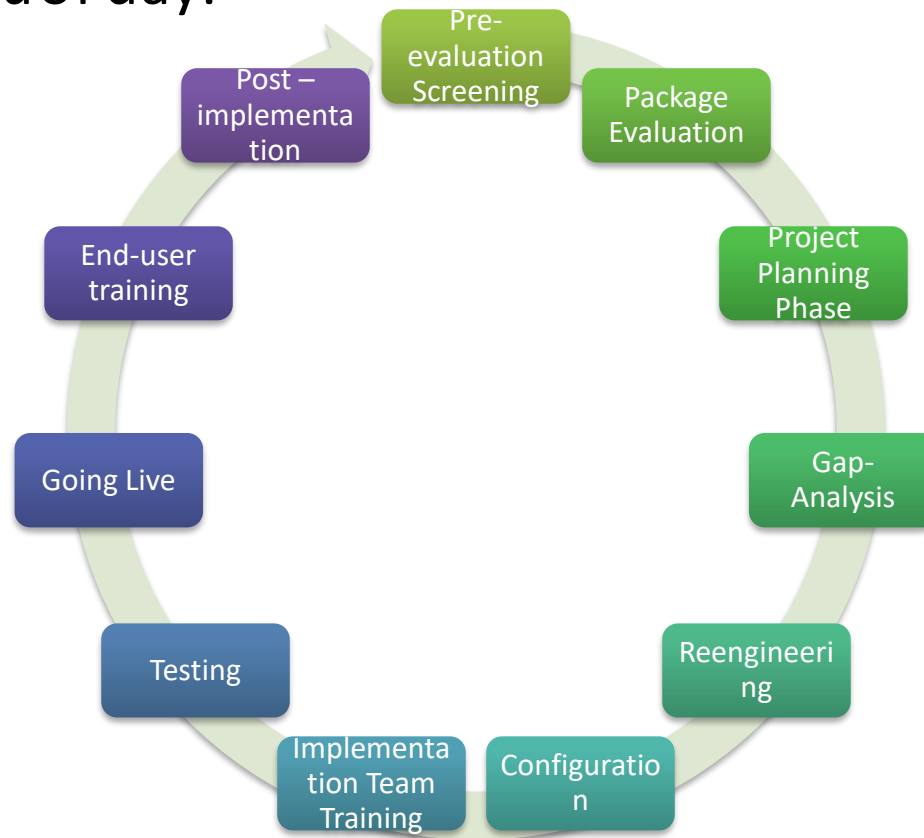 Pre-
evaluation
Screening
Package
Evaluation
Project
Planning
Phase
Gap-
Analysis
Reengineeri
ng
Configuratio
n
Implementa
tion Team
Training
Testing
Going Live
End-user
training
Post –
implementa
tion